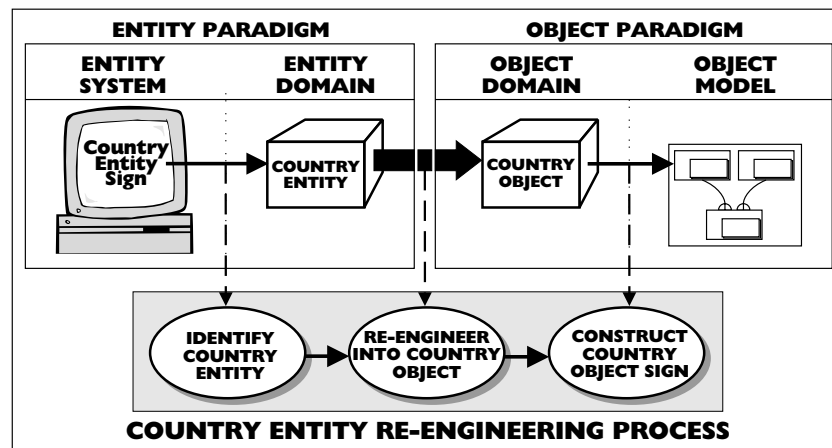 ENTITY PARADIGM
OBJECT PARADIGM
ENTITY
SYSTEM
ENTITY
DOMAIN
OBJECT
DOMAIN
OBJECT
MODEL
Country
Entity
Sign
COUNTRY
ENTITY
COUNTRY
OBJECT
IDENTIFY
COUNTRY
ENTITY
RE-ENGINEER
INTO COUNTRY
OBJECT
CONSTRUCT
COUNTRY
OBJECT SIGN
COUNTRY ENTITY RE-ENGINEERING PROCESS